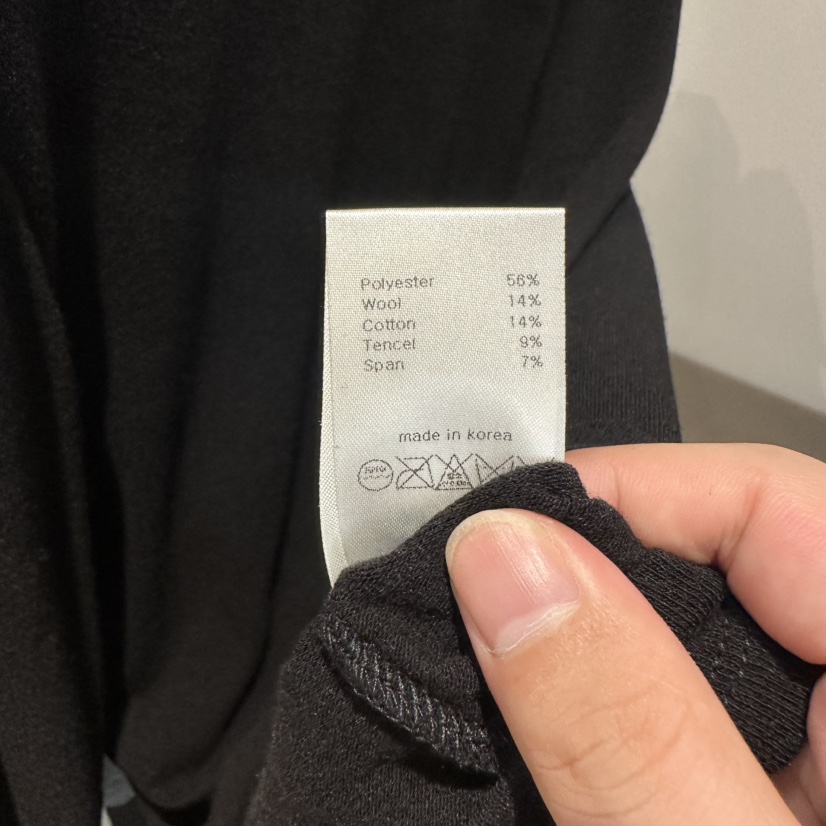 Polyester 56%
Wool 14%
Cotton 14%
Tencel 9%
Span 7%
made in korea